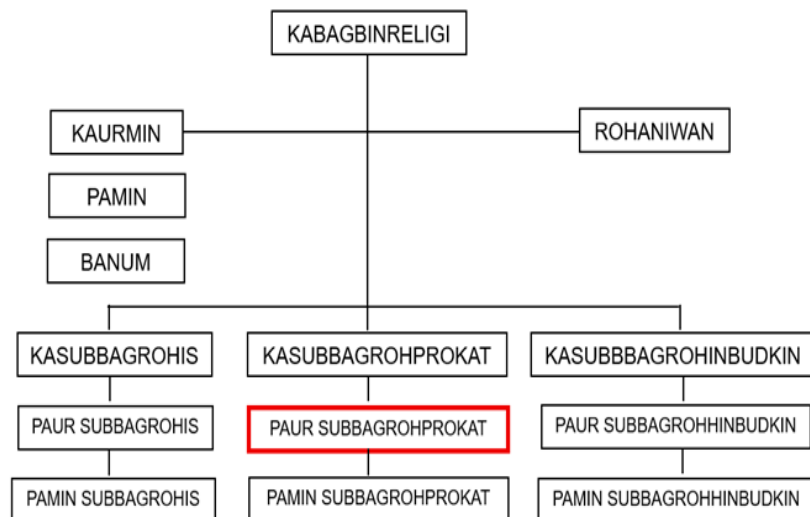 KABAGBINRELIGI
KAURMIN
ROHANIWAN
PAMIN
BANUM
KASUBBAGROHIS
KASUBBAGROHPROKAT
KASUBBBAGROHINBUDKIN
PAUR SUBBAGROHIS
PAUR SUBBAGROHPROKAT
PAUR SUBBAGROHHINBUDKIN
PAMIN SUBBAGROHIS
PAMIN SUBBAGROHPROKAT
PAMIN SUBBAGROHHINBUDKIN